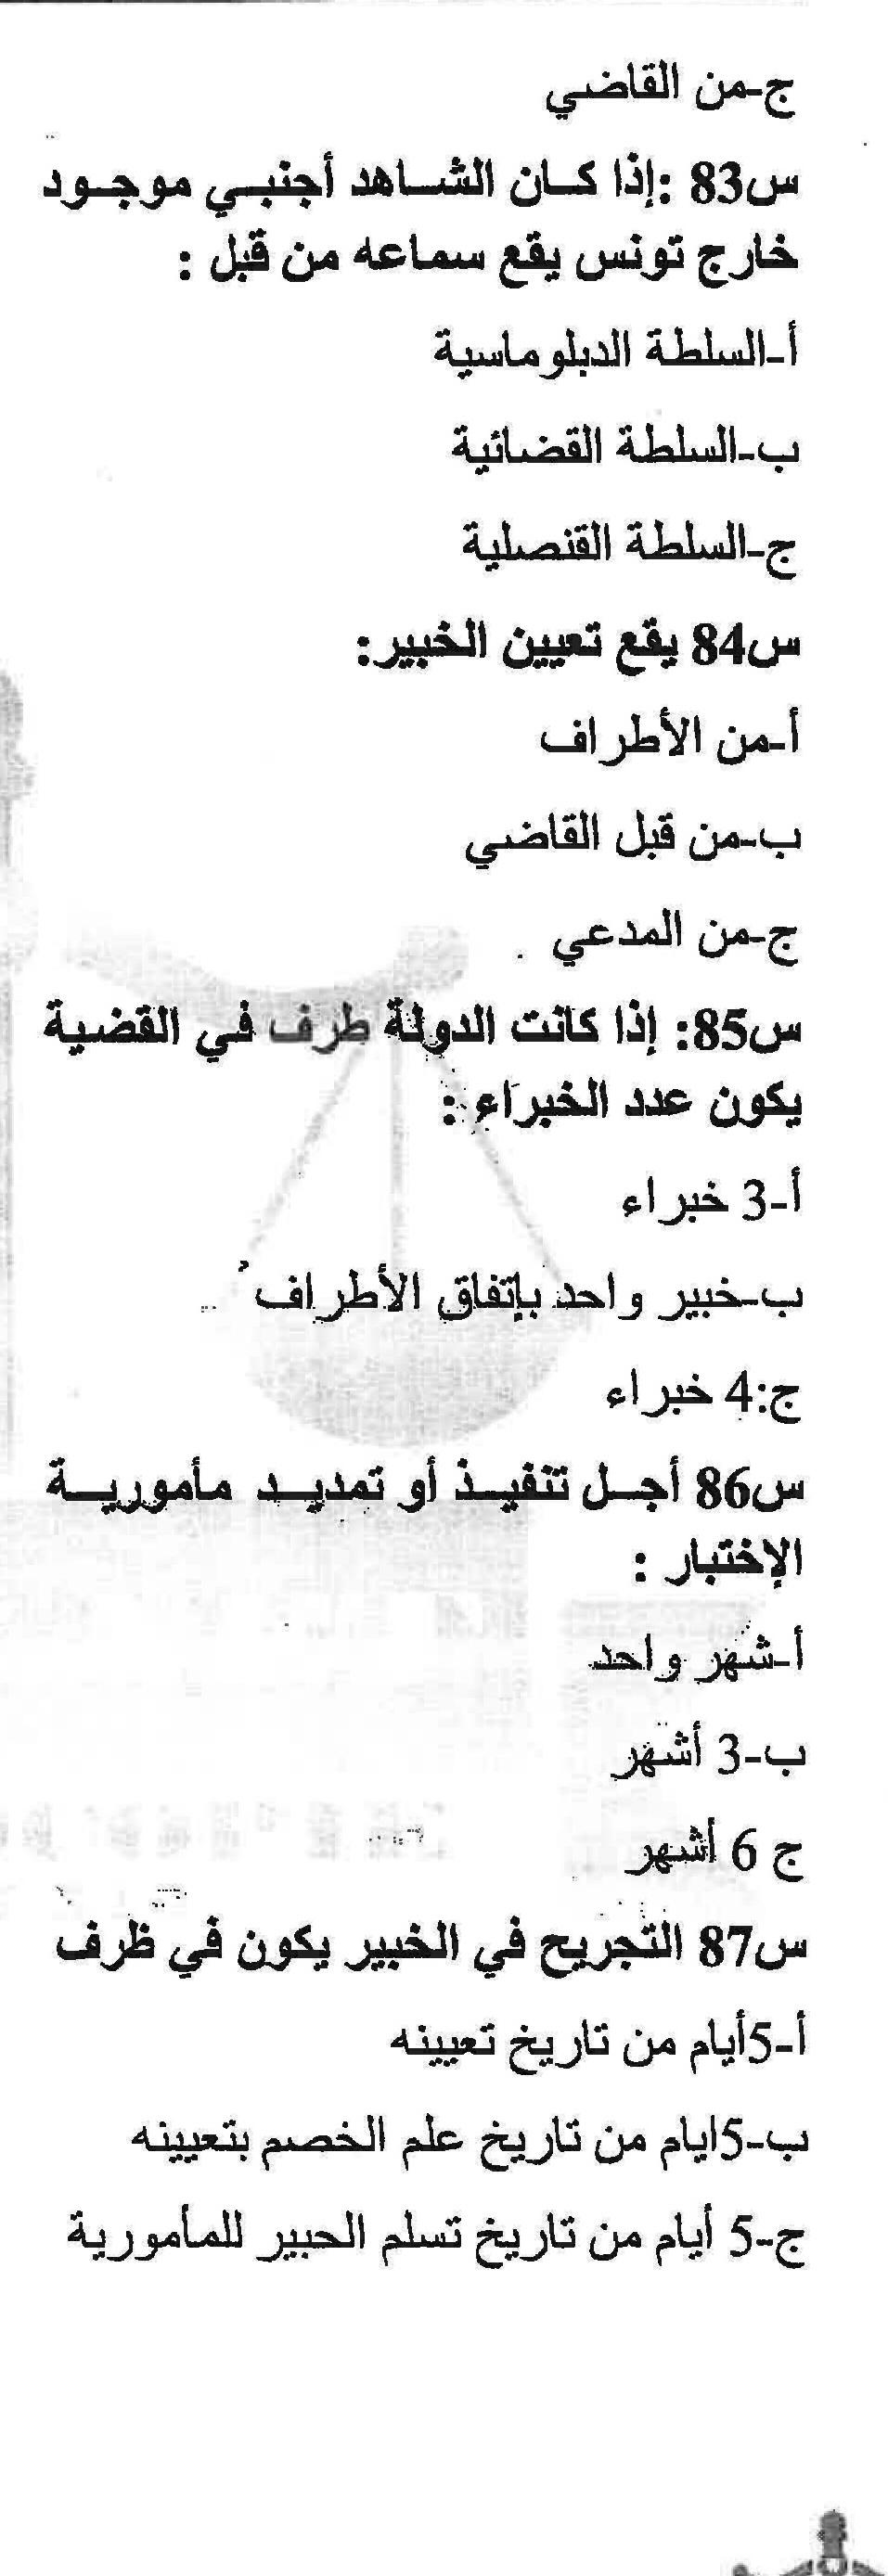 ج-من القاضي
س83 :إذا كان الشاهد أجنبي موجود
خارج تونس يقع سماعه من قبل :
أ-السلطة الدبلوماسية
ب-السلطة القضائية
ج-السلطة القنصلية
س84 يقع تعيين الخبير:
أ-من الأطراف
ب-من قبل القاضي
ج-من المدعي .
س85: إذا كانت الدولة طرف في القضية
يكون عدد الخبراء :
أ-3 خبراء
ب-خبير واحد بإتفاق الأطراف
ج:4 خبراء
س86 أجل تنفيذ أو تمديد مأمورية
الإختبار :
أ-شهر واحد
ب-3 أشهر
ج 6 أشهر
س87 التجريح في الخبير يكون في ظرف
أ-5أيام من تاريخ تعيينه
ب-5ايام من تاريخ علم الخصم بتعيينه
ج-5 أيام من تاريخ تسلم الحبير للمأمورية